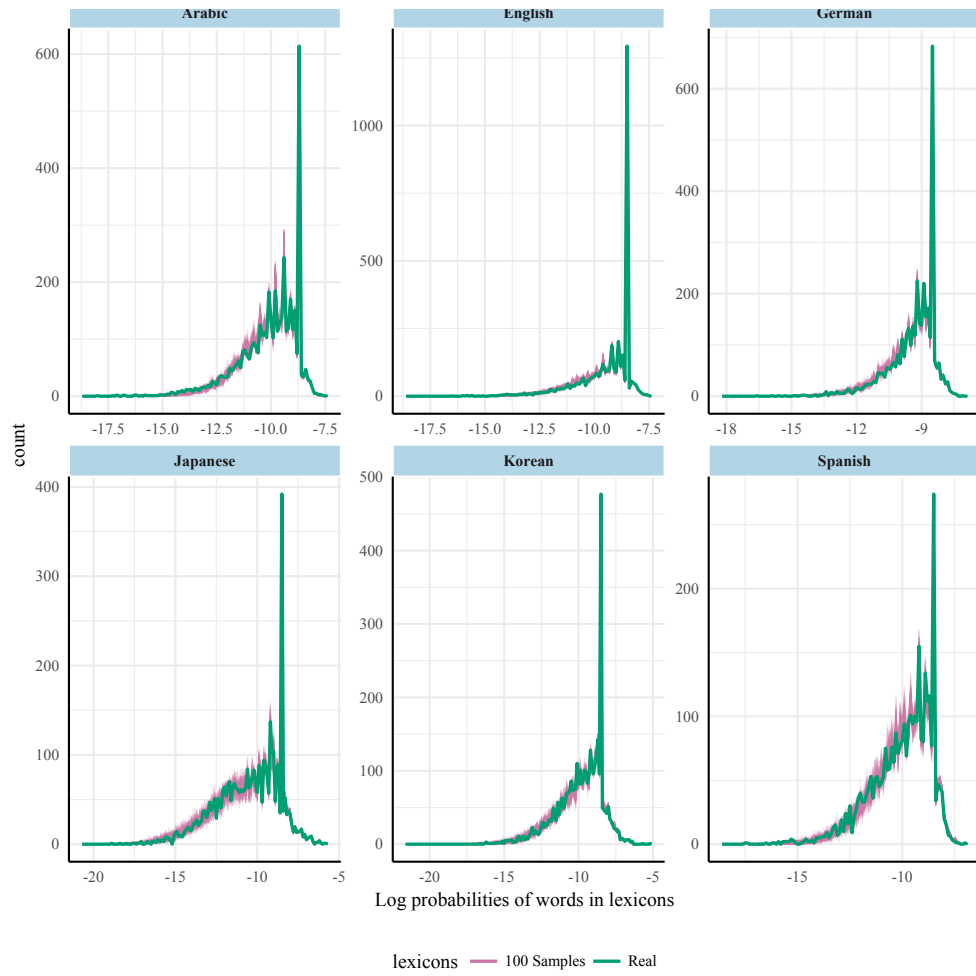 Arabic English German
600
400
200
0
1000
500
0
600
400
200
0
-17.5 -15.0 -12.5 -10.0 -7.5
-17.5 -15.0 -12.5 -10.0 -7.5
-18 -15 -12 -9
count
Japanese Korean Spanish
400
300
200
100
0
500
400
300
200
100
0
200
100
0
-20 -15 -10 -5
-20 -15 -10 -5
-15 -10
Log probabilities of words in lexicons
lexicons 100 Samples Real